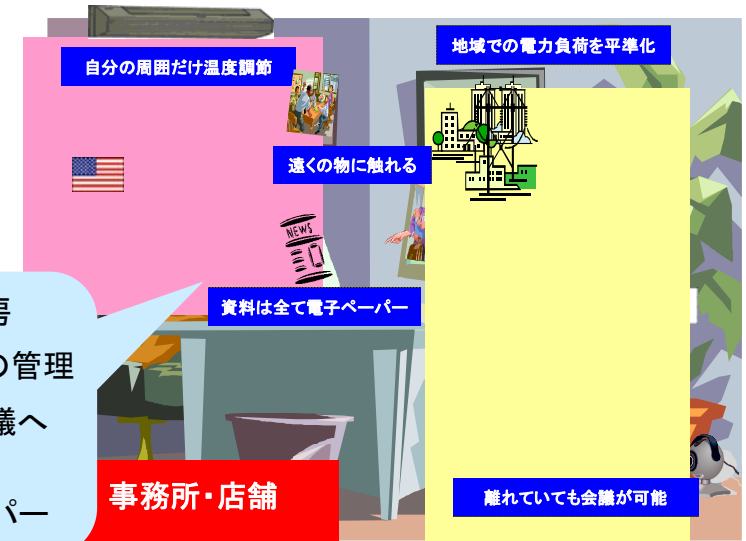 自分の周囲だけ温度調節
地域での電力負荷を平準化
遠くの物に触れる
NEWS
資料は全て電子ペーパー
房
の管理
議へ
パー
事務所・店舗
離れていても会議が可能